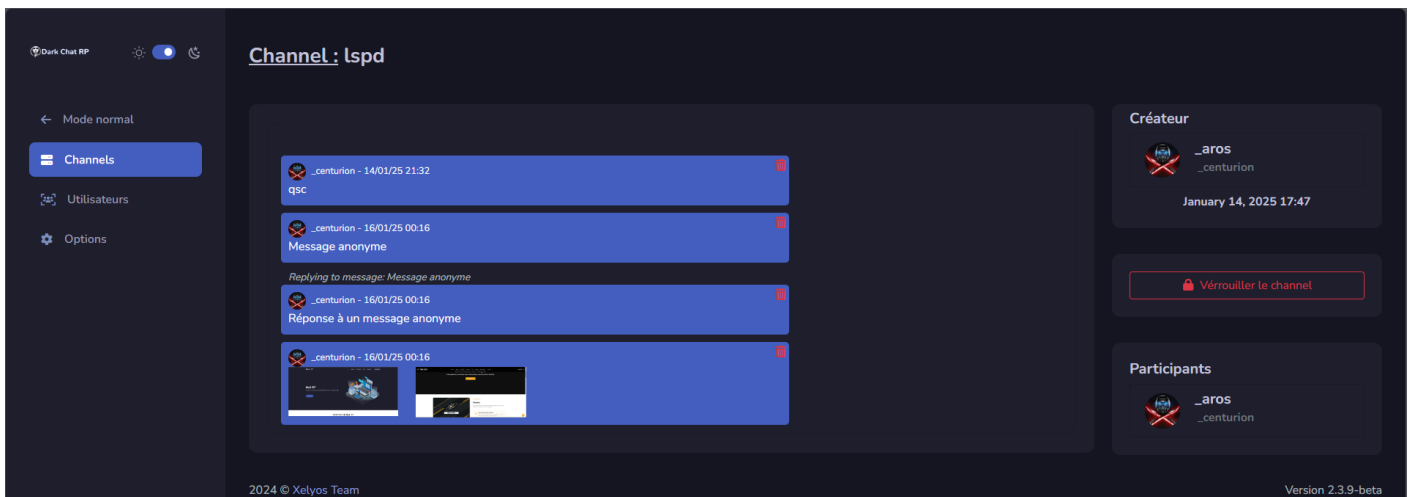 Dark Chat RP
Mode normal
Channels
Utilisateurs
Options
Channel : lspd
_centurion - 14/01/25 21:32
qsc
_centurion - 16/01/25 00:16
Message anonyme
Replying to message: Message anonyme
_centurion - 16/01/25 00:16
Réponse à un message anonyme
_centurion - 16/01/25 00:16
Créateur
_aros
_centurion
January 14, 2025 17:47
Vérrouiller le channel
Participants
_aros
_centurion
2024 © Xelyos Team
Version 2.3.9-beta